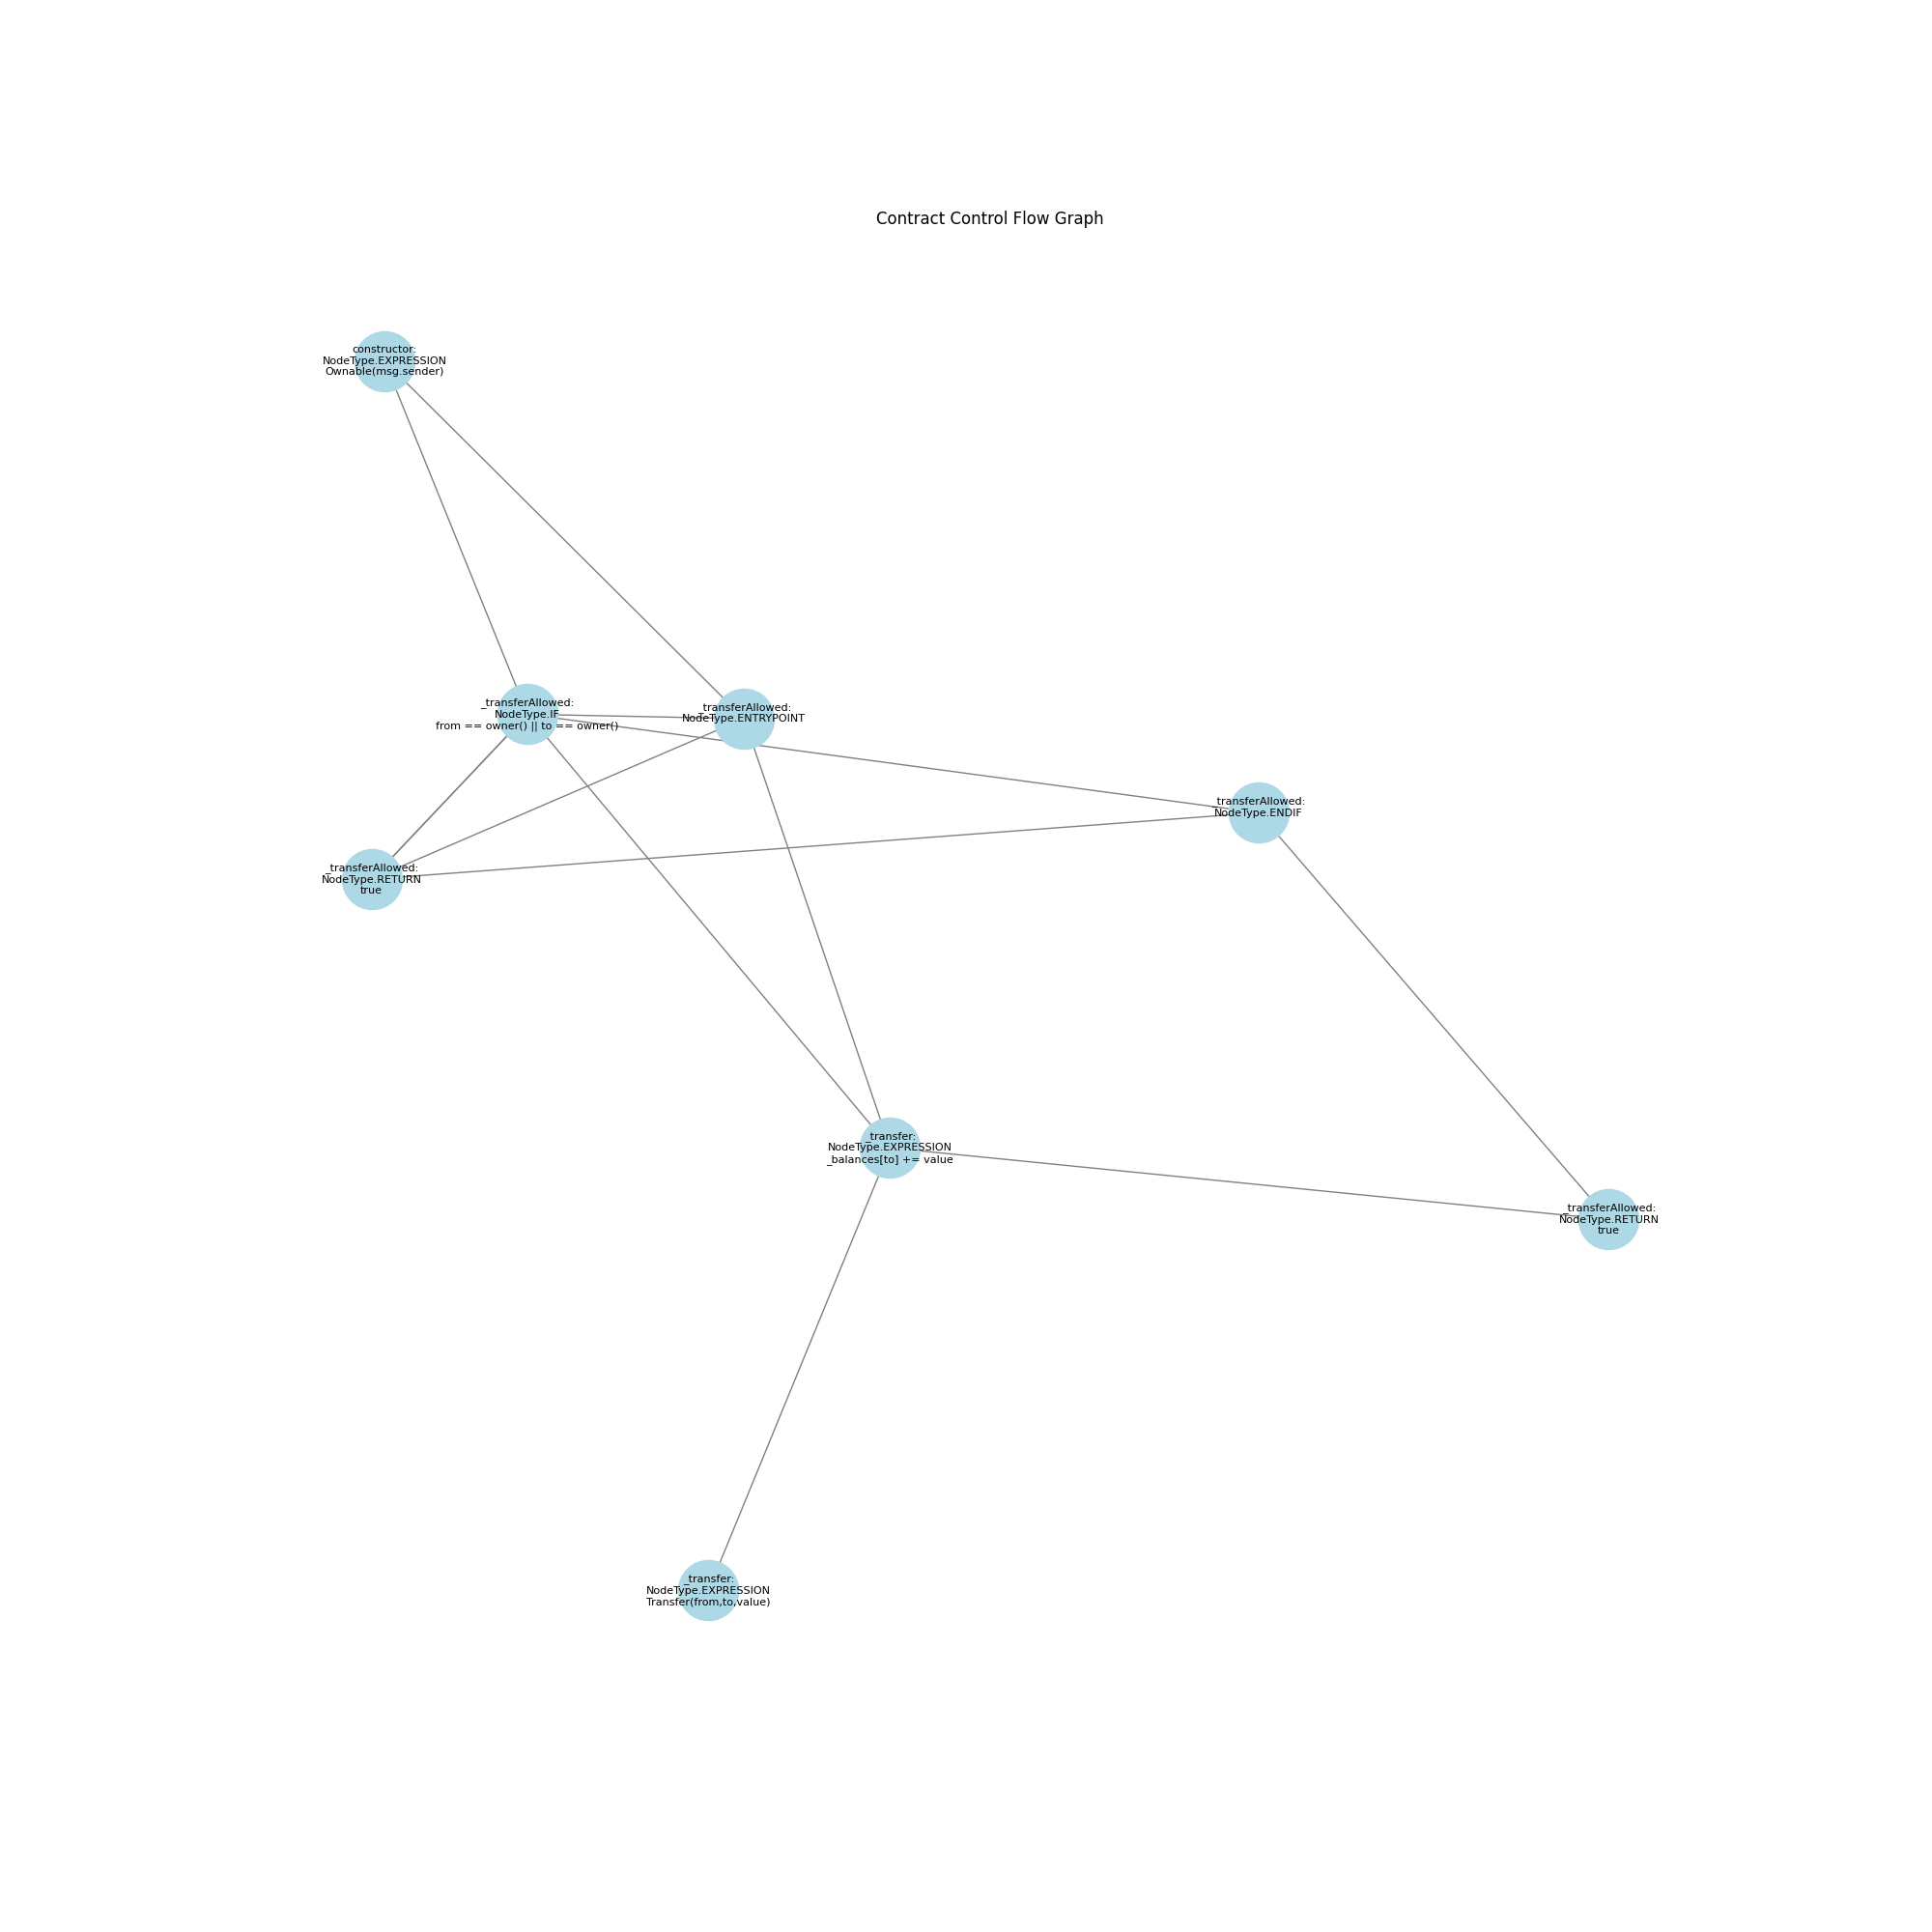 Contract Control Flow Graph
constructor:
NodeType.EXPRESSION
Ownable(msg.sender)
_transferAllowed:
NodeType.IF
from == owner() || to == owner()
_transferAllowed:
NodeType.ENTRYPOINT
_transferAllowed:
NodeType.ENDIF
_transferAllowed:
NodeType.RETURN
true
_transfer:
NodeType.EXPRESSION
_balances[to] += value
_transferAllowed:
NodeType.RETURN
true
_transfer:
NodeType.EXPRESSION
Transfer(from,to,value)